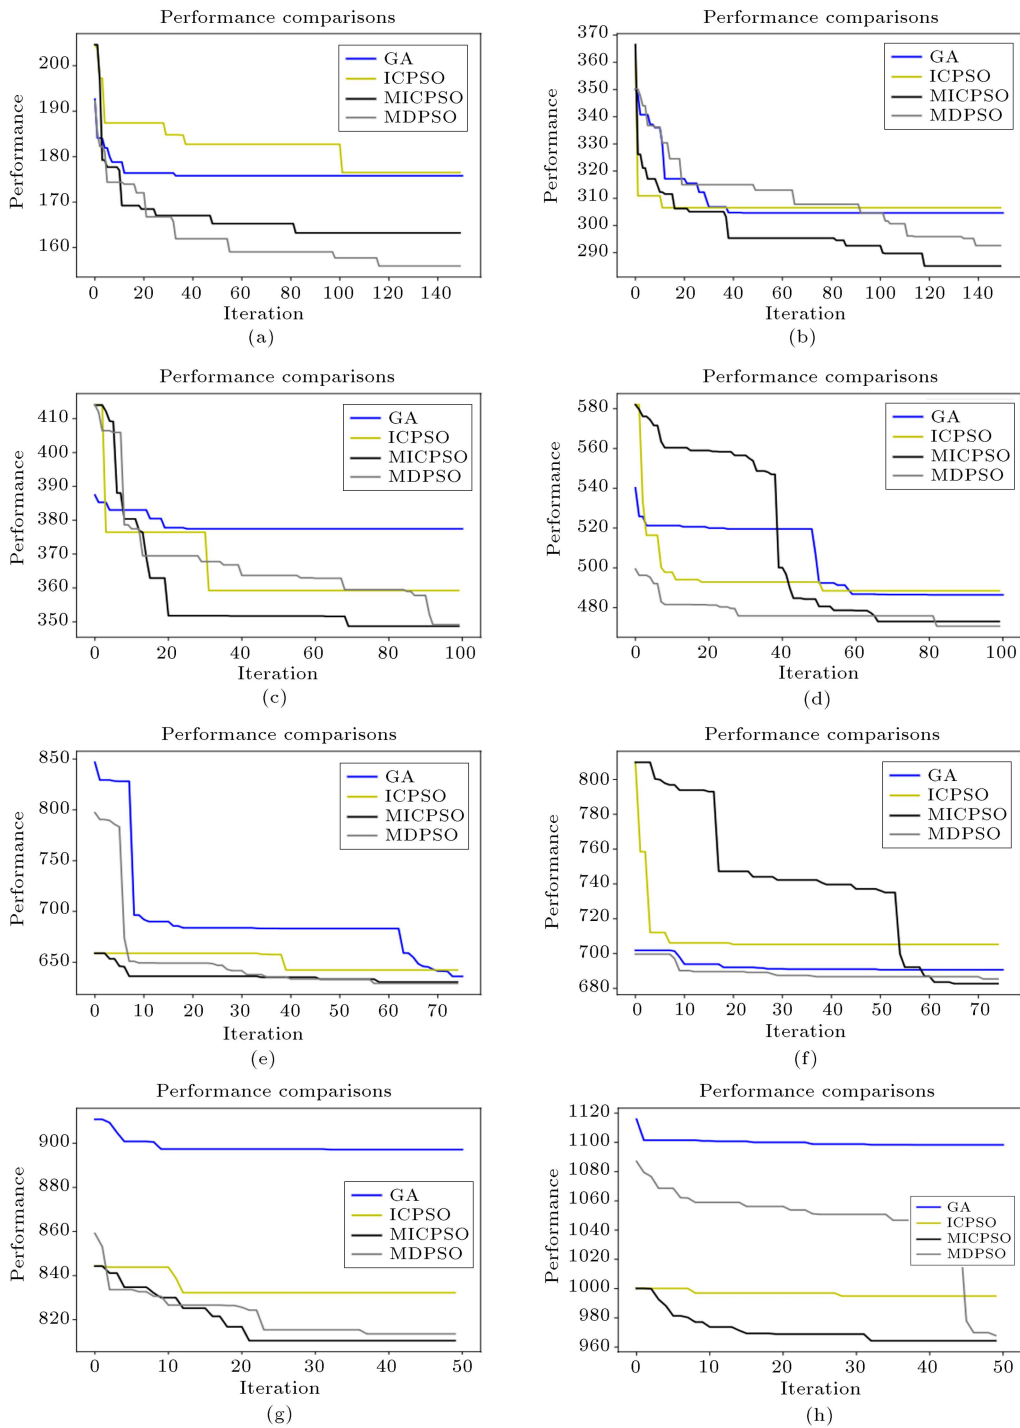 Performance comparisons
Performance comparisons
Performance
200
190
180
170
160
GA
ICPSO
MICPSO
MDPSO
0 20 40 60 80 100 120 140
Iteration
(a)
Performance
370
360
350
340
330
320
310
300
290
GA
ICPSO
MICPSO
MDPSO
0 20 40 60 80 100 120 140
Iteration
(b)
Performance comparisons
Performance comparisons
Performance
410
400
390
380
370
360
350
GA
ICPSO
MICPSO
MDPSO
0 20 40 60 80 100
Iteration
(c)
Performance
580
560
540
520
500
480
GA
ICPSO
MICPSO
MDPSO
0 20 40 60 80 100
Iteration
(d)
Performance comparisons
Performance comparisons
Performance
850
800
750
700
650
GA
ICPSO
MICPSO
MDPSO
0 10 20 30 40 50 60 70
Iteration
(e)
Performance
800
780
760
740
720
700
680
GA
ICPSO
MICPSO
MDPSO
0 10 20 30 40 50 60 70
Iteration
(f)
Performance comparisons
Performance comparisons
Performance
900
880
860
840
820
GA
ICPSO
MICPSO
MDPSO
0 10 20 30 40 50
Iteration
(g)
Performance
1120
1100
1080
1060
1040
1020
1000
980
960
GA
ICPSO
MICPSO
MDPSO
0 10 20 30 40 50
Iteration
(h)